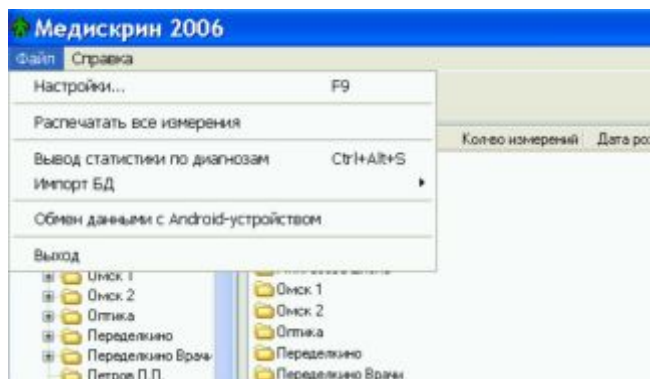 Медискрин 2006
Файл Справка
Настройки... F9
Распечатать все измерения
Кол-во измерений Дата рож
Вывод статистики по диагнозам Ctrl+Alt+S
Импорт БД
Обмен данными с Android-устройством
Выход
Омск 1 Омск 1
Омск 2 Омск 2
Оптика Оптика
Переделкино Переделкино
Переделкино Врачи Переделкино Врачи
Петров П.П.